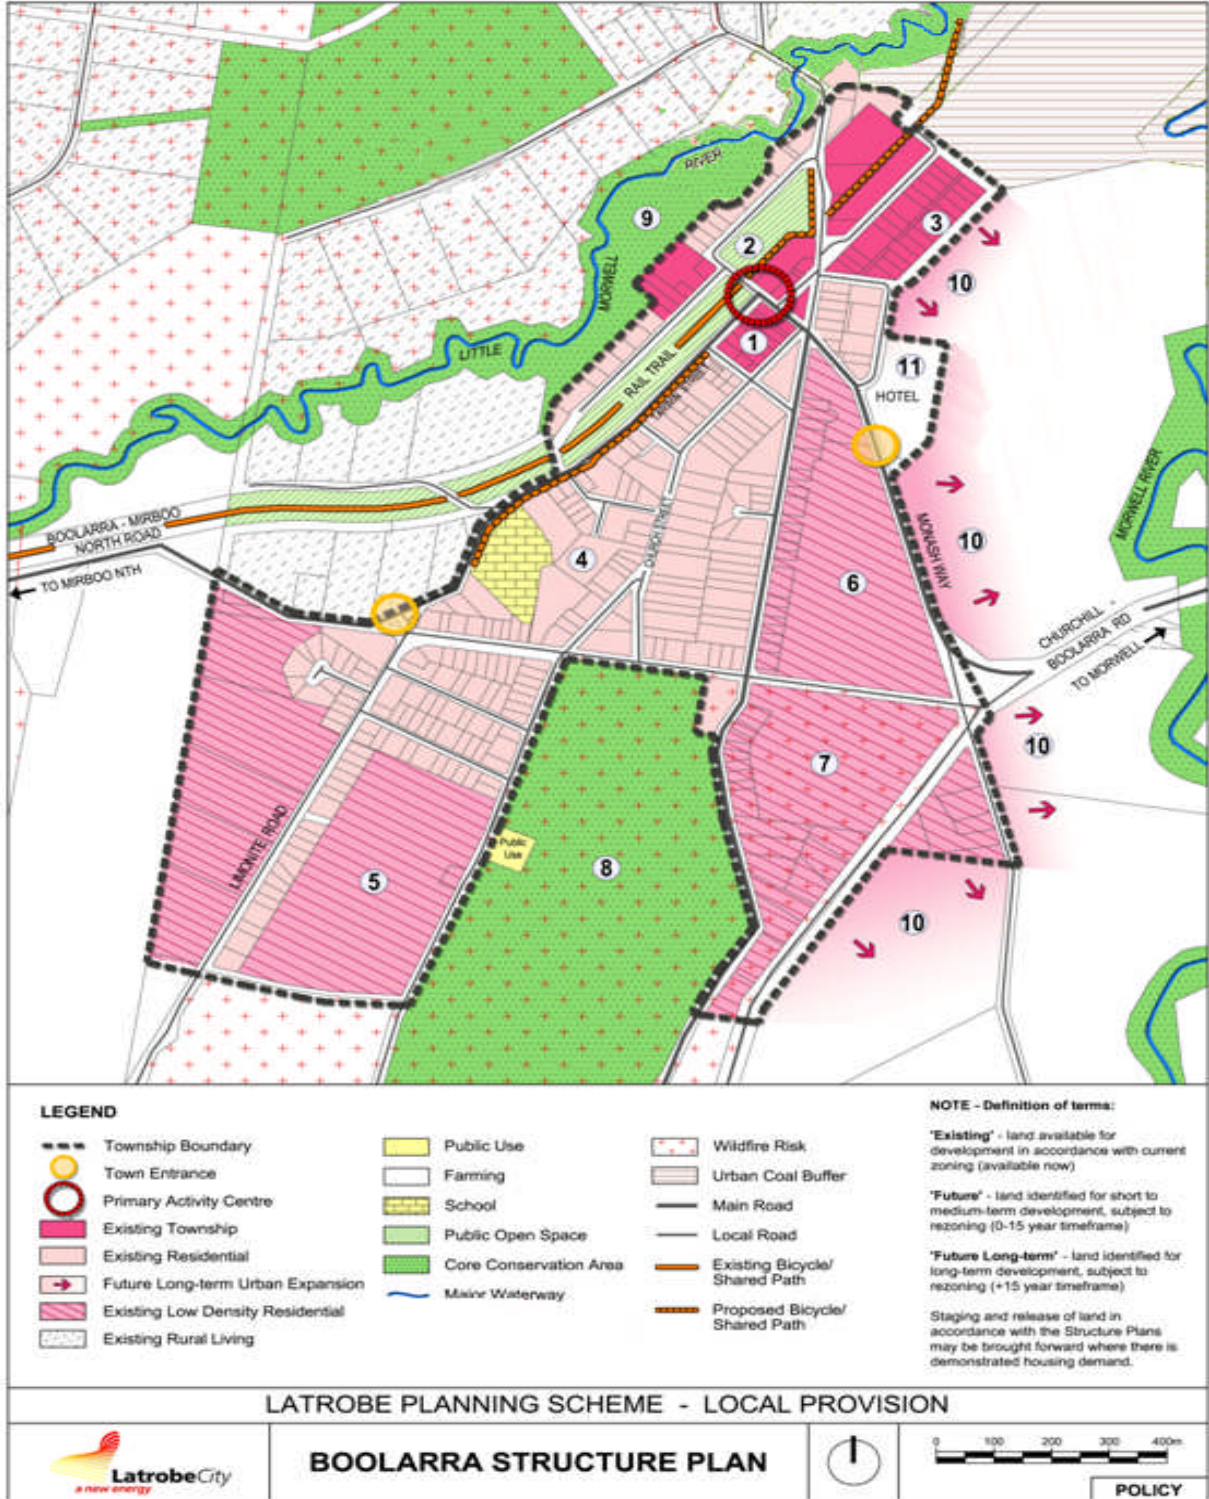 RIVER
9
3
2
MORWELL
10
1
LITTLE
RAIL TRAIL
11
HOTEL
STREET
MORWELL RIVER
BOOLARRA - MIRBOO
NORTH ROAD
TO MIRBOO NTH
CHURCH STREET
4
6
MONASH WAY
10
CHURCHILL -
BOOLARRA RD
TO MORWELL
10
7
LIMONITE ROAD
Public
Use
5
8
10
LEGEND
Township Boundary
Town Entrance
Primary Activity Centre
Existing Township
Existing Residential
Future Long-term Urban Expansion
Existing Low Density Residential
Existing Rural Living
Public Use
Farming
School
Public Open Space
Core Conservation Area
Major Waterway
Wildfire Risk
Urban Coal Buffer
Main Road
Local Road
Existing Bicycle/
Shared Path
Proposed Bicycle/
Shared Path
NOTE - Definition of terms:
'Existing' - land available for
development in accordance with current
zoning (available now)
'Future' - land identified for short to
medium-term development, subject to
rezoning (0-15 year timeframe)
'Future Long-term' - land identified for
long-term development, subject to
rezoning (+15 year timeframe)
Staging and release of land in
accordance with the Structure Plans
may be brought forward where there is
demonstrated housing demand.
LATROBE PLANNING SCHEME - LOCAL PROVISION
LatrobeCity
a new energy
BOOLARRA STRUCTURE PLAN
0 100 200 300 400m
POLICY